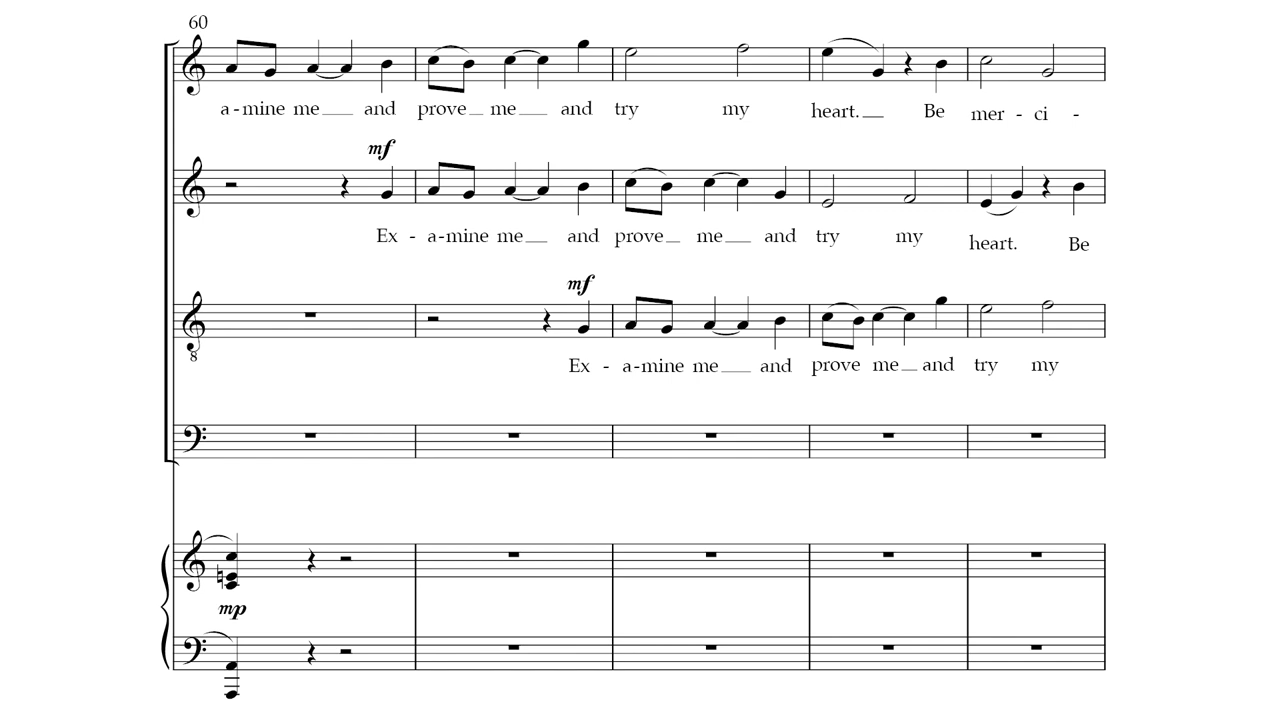 60
a-mine me and prove me and try my heart. Be mer - ci -
mf
Ex - a-mine me and prove me and try my heart. Be
mf
Ex - a-mine me and prove me and try my
8
mp